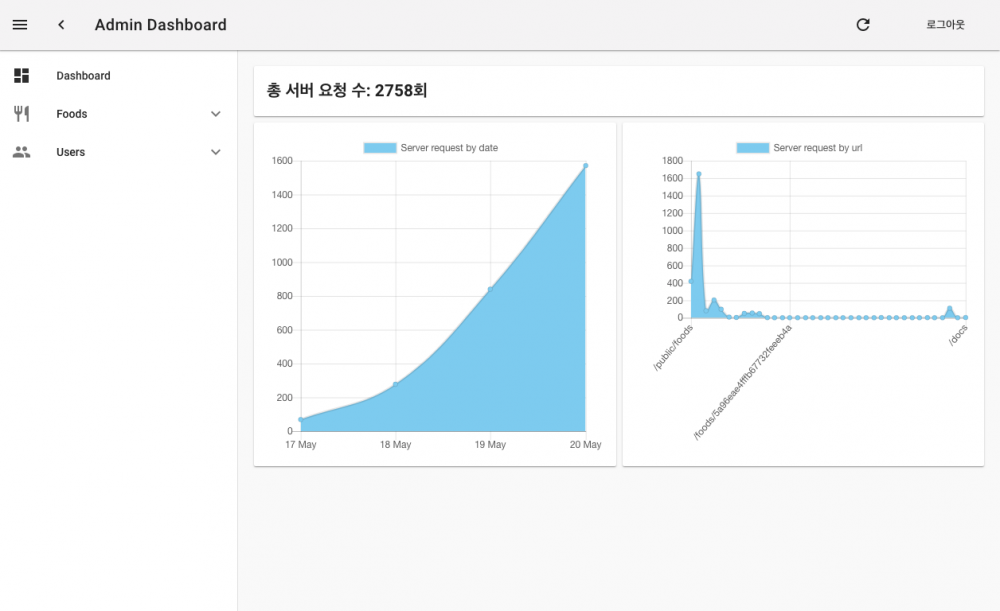 Admin Dashboard
로그아웃
Dashboard
Foods
Users
총 서버 요청 수: 2758회
Server request by date
1600
1400
1200
1000
800
600
400
200
0
17 May
18 May
19 May
20 May
Server request by url
1800
1600
1400
1200
1000
800
600
400
200
0
/public/foods
/docs